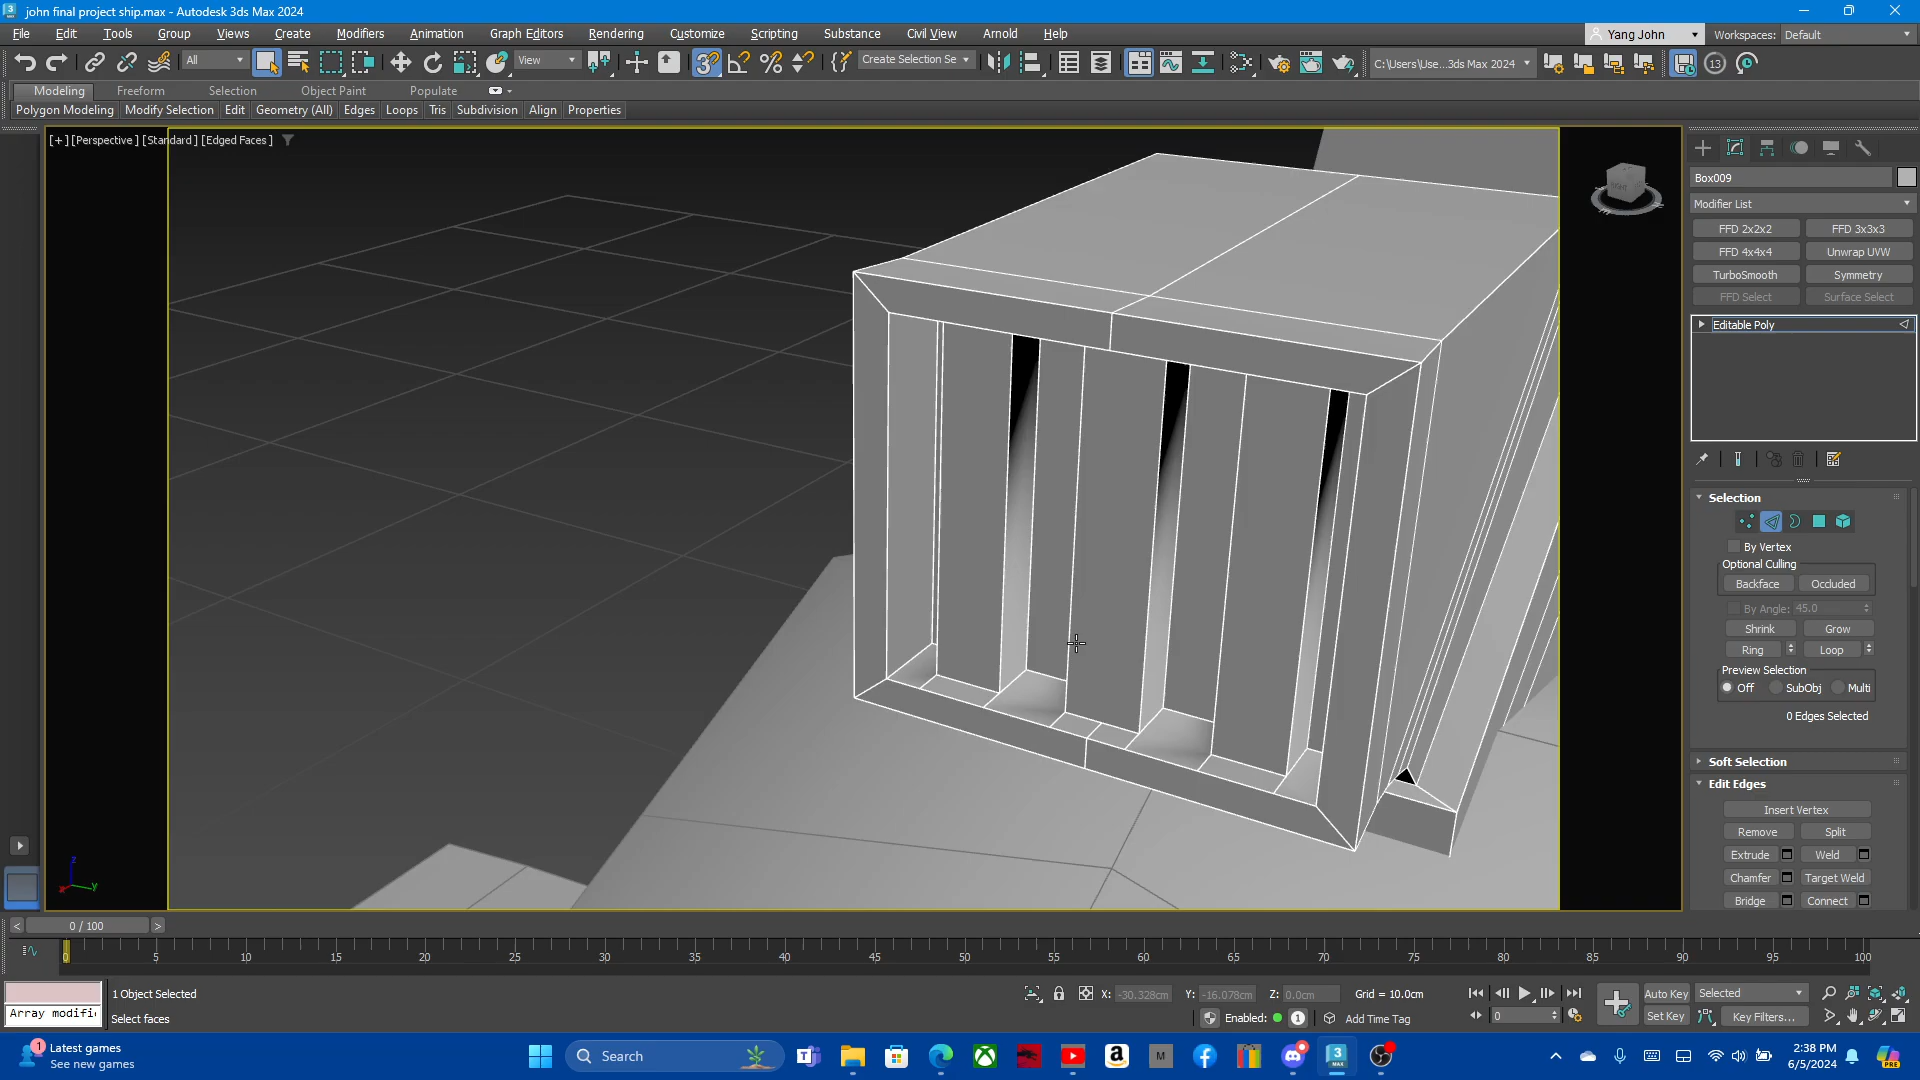 john final project ship.max - Autodesk 3ds Max 2024
File Edit Tools Group Views Create Modifiers Animation Graph Editors Rendering Customize Scripting Substance Civil View Arnold Help
Yang John
Workspaces: Default
All
View
Create Selection Se
C:\Users\Use...3ds Max 2024
13
Modeling Freeform Selection Object Paint Populate
Polygon Modeling Modify Selection Edit Geometry (All) Edges Loops Tris Subdivision Align Properties
[+] [Perspective] [Standard] [Edged Faces]
Box009
Modifier List
FFD 2x2x2 FFD 3x3x3
FFD 4x4x4 Unwrap UVW
TurboSmooth Symmetry
FFD Select Surface Select
Editable Poly
Selection
By Vertex
Optional Culling
Backface Occluded
By Angle: 45.0
Shrink Grow
Ring Loop
Preview Selection
Off SubObj Multi
0 Edges Selected
Soft Selection
Edit Edges
Insert Vertex
Remove Split
Extrude Weld
Chamfer Target Weld
Bridge Connect
z
x y
< 0 / 100 >
0 5 10 15 20 25 30 35 40 45 50 55 60 65 70 75 80 85 90 95 100
1 Object Selected
Array modifi
Select faces
X: -30.328cm Y: -16.078cm Z: 0.0cm Grid = 10.0cm
Enabled: 1 Add Time Tag
0
Auto Key Selected
Set Key Key Filters...
1
Latest games
See new games
Search
M
2:38 PM
6/5/2024